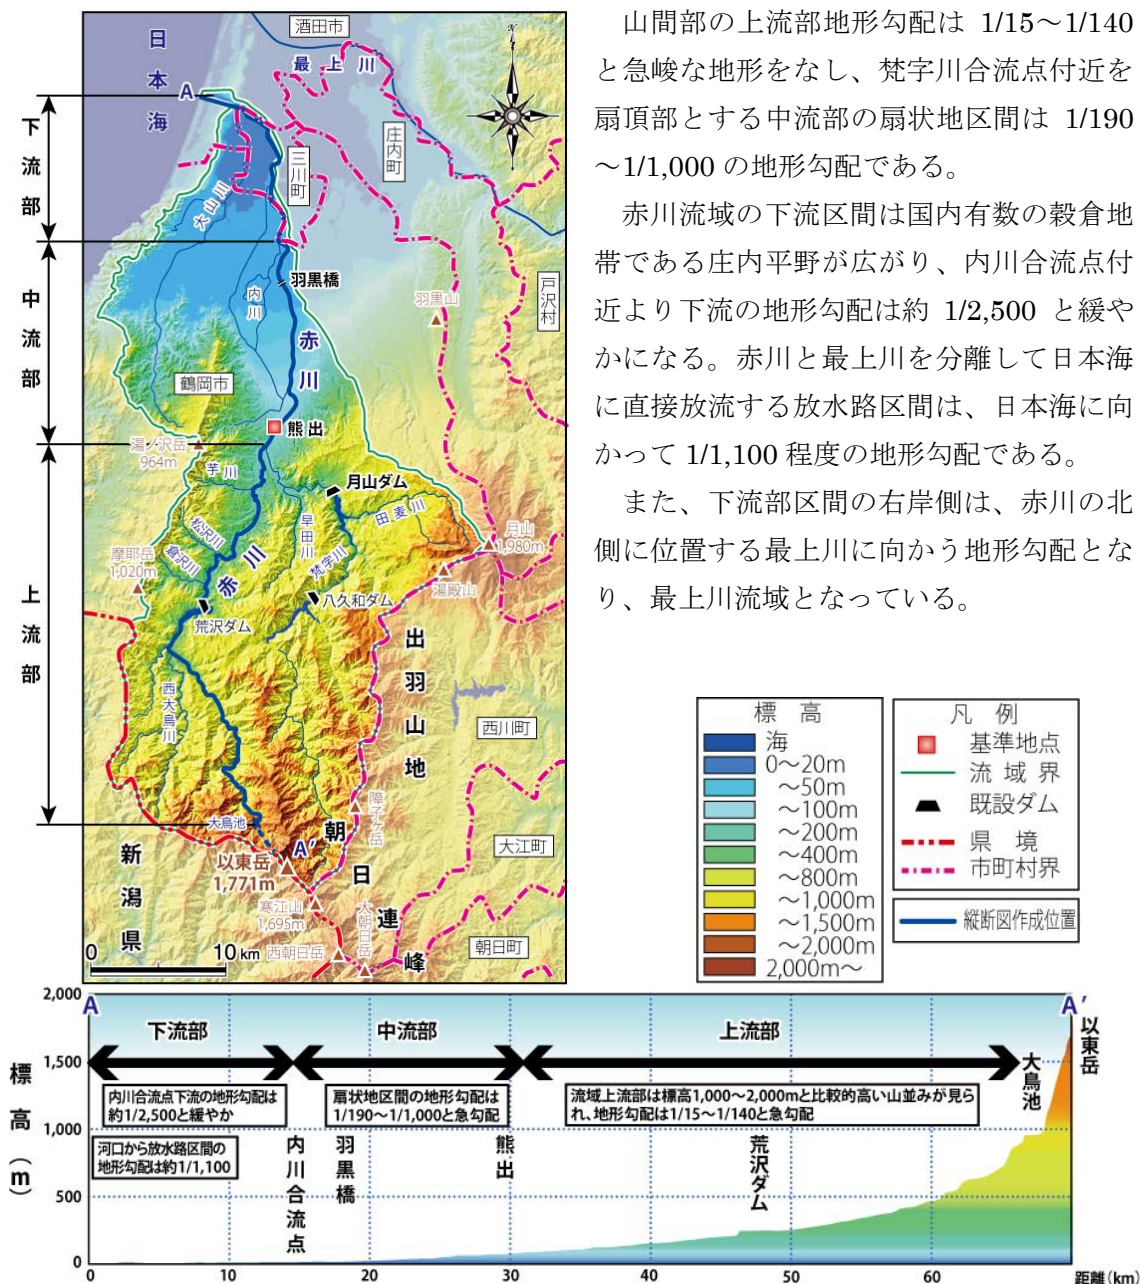 山間部の上流部地形勾配は 1/15～1/140
と急峻な地形をなし、梵字川合流点付近を
扇頂部とする中流部の扇状地区間は 1/190
～1/1,000 の地形勾配である。
赤川流域の下流区間は国内有数の穀倉地
帯である庄内平野が広がり、内川合流点付
近より下流の地形勾配は約 1/2,500 と緩や
かになる。赤川と最上川を分離して日本海
に直接放流する放水路区間は、日本海に向
かって 1/1,100 程度の地形勾配である。
また、下流部区間の右岸側は、赤川の北
側に位置する最上川に向かう地形勾配とな
り、最上川流域となっている。
酒田市
日本海
最上川
N
A
下流部
庄内町
三川町
大山川
中流部
羽黒橋
戸沢村
内川
羽黒山
赤川
鶴岡市
熊出
湯ノ沢岳
964m
芋川
月山ダム
田麦川
早田川
松沢川
倉沢川
梵字川
月山
1,980m
摩耶岳
1,020m
湯殿山
赤川
八久和ダム
荒沢ダム
上流部
出羽山地
西大鳥川
西川町
障子ヶ岳
大鳥池
朝日連峰
A'
以東岳
1,771m
大江町
新潟県
寒江山
1,695m
大朝日岳
西朝日岳
朝日町
0 10 km
標 高
海
0～20m
～50m
～100m
～200m
～400m
～800m
～1,000m
～1,500m
～2,000m
2,000m～
凡 例
基準地点
流 域 界
既設ダム
県 境
市町村界
縦断図作成位置
2,000
1,500
1,000
500
0
標高(m)
A
A'
以東岳
大鳥池
下流部
中流部
上流部
内川合流点下流の地形勾配は
約1/2,500と緩やか
河口から放水路区間の
地形勾配は約1/1,100
扇状地区間の地形勾配は
1/190～1/1,000と急勾配
流域上流部は標高1,000～2,000mと比較的高い山並みが見ら
れ、地形勾配は1/15～1/140と急勾配
内川合流点
羽黒橋
熊出
荒沢ダム
0 10 20 30 40 50 60 距離(km)